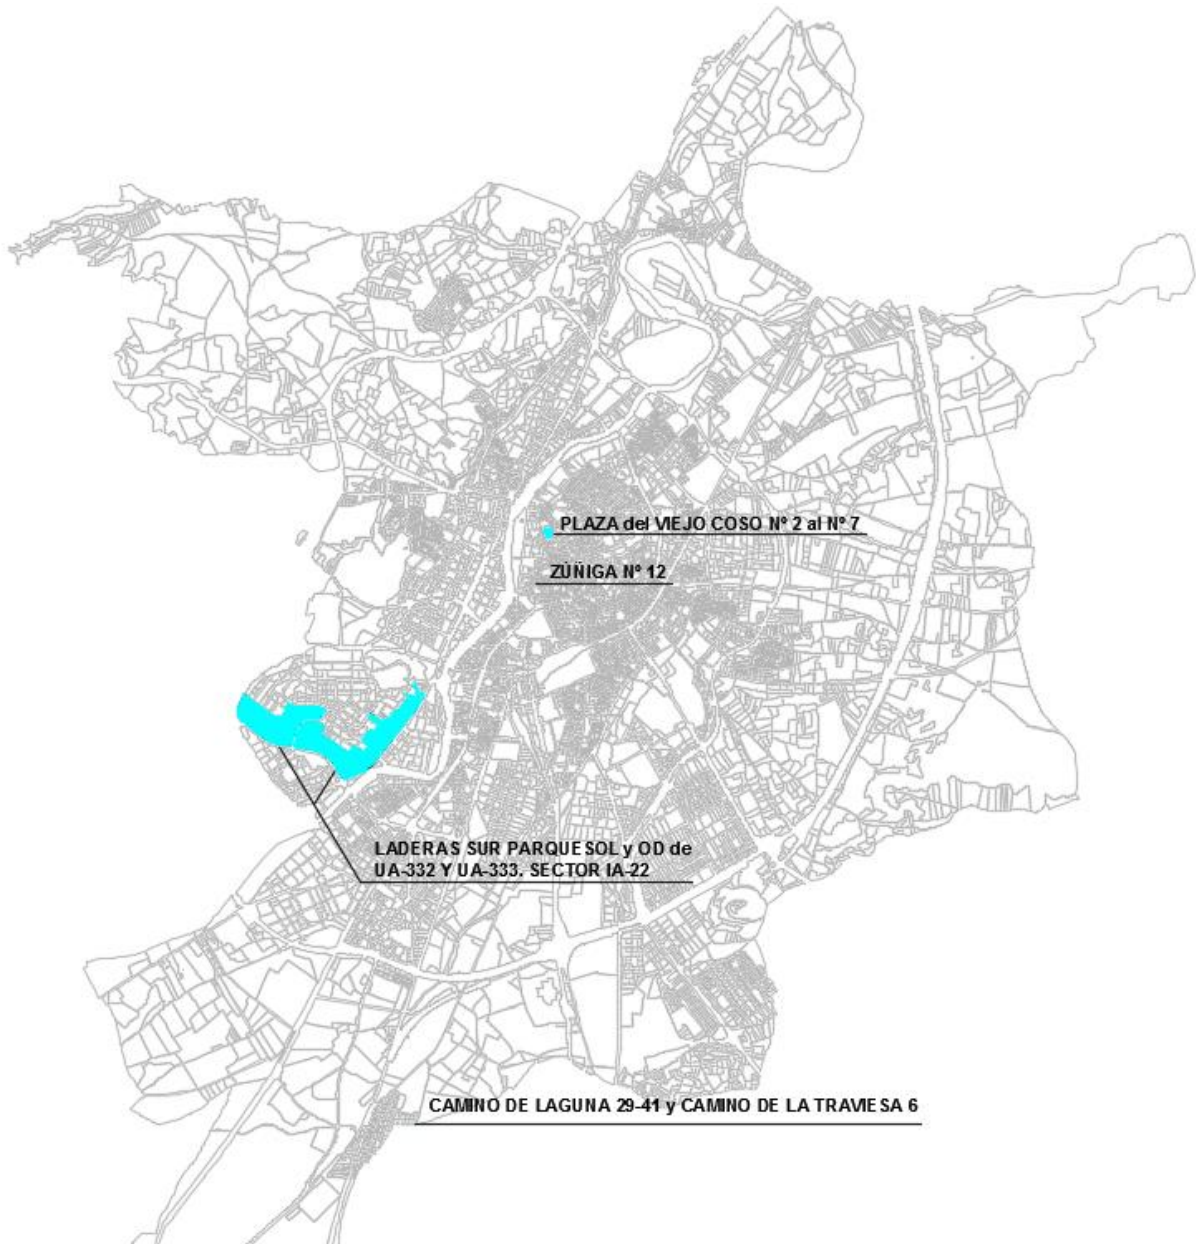 PLAZA del VIEJO COSO Nº 2 al Nº 7
ZÚÑIGA Nº 12
LADERAS SUR PARQUESOL y OD de
UA-332 Y UA-333. SECTOR IA-22
CAMINO DE LAGUNA 29-41 y CAMINO DE LA TRAVIESA 6